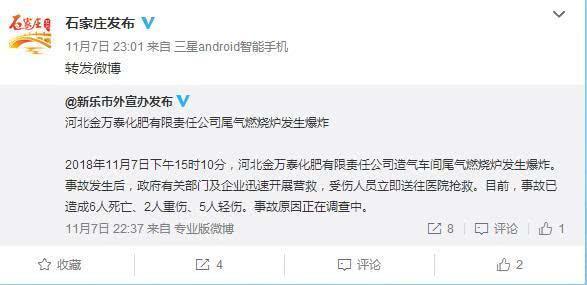 石家庄发布
石家庄发布
11月7日 23:01 来自 三星android智能手机
转发微博
@新乐市外宣办发布
河北金万泰化肥有限责任公司尾气燃烧炉发生爆炸
2018年11月7日下午15时10分，河北金万泰化肥有限责任公司造气车间尾气燃烧炉发生爆炸。
事故发生后，政府有关部门及企业迅速开展营救，受伤人员立即送往医院抢救。目前，事故已
造成6人死亡、2人重伤、5人轻伤。事故原因正在调查中。
11月7日 22:37 来自 专业版微博 8 评论 1
收藏 4 评论 2